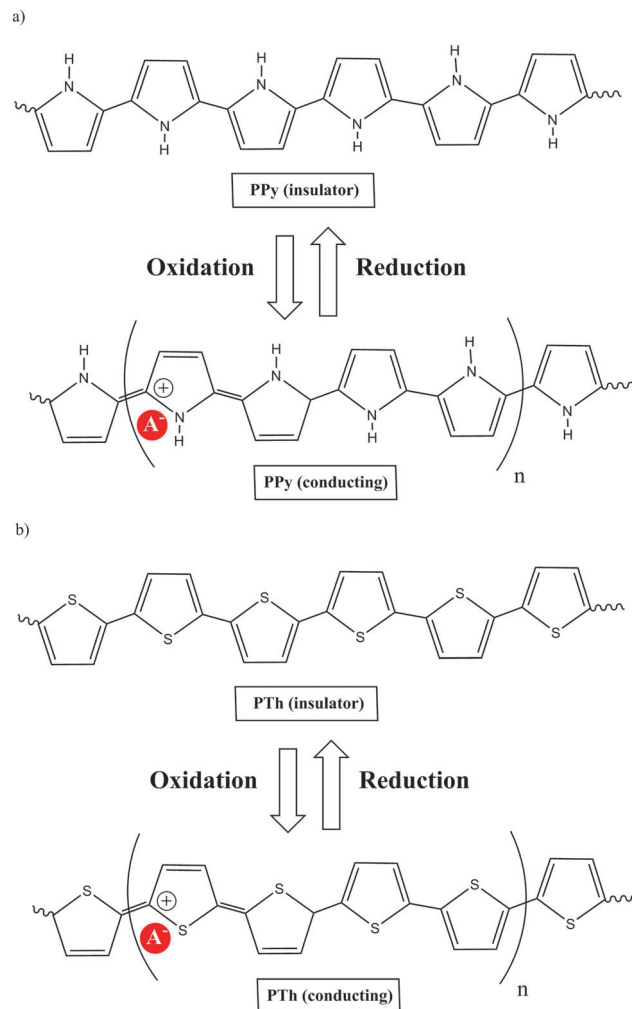 a)
H H H
N N N
N N N
H H H
PPy (insulator)
Oxidation Reduction
H H H
N + N N
A- N N N
H H H
PPy (conducting) n
b)
S S S
S S S
PTh (insulator)
Oxidation Reduction
S + S S
A- S S S
PTh (conducting) n